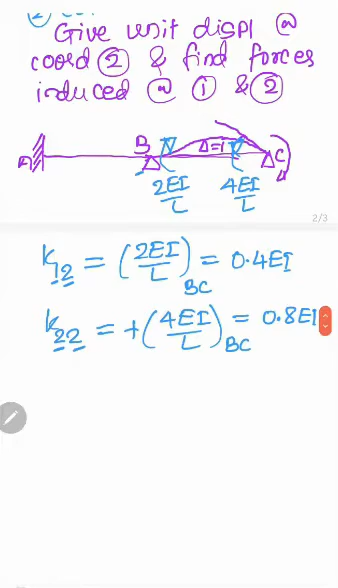 Give unit displ @
coord ② & find forces
induced @ ① & ②
A B Δ=1 C
2EI/L 4EI/L
2/3
k₁₂ = (2EI/L)BC = 0.4EI
k₂₂ = +(4EI/L)BC = 0.8EI